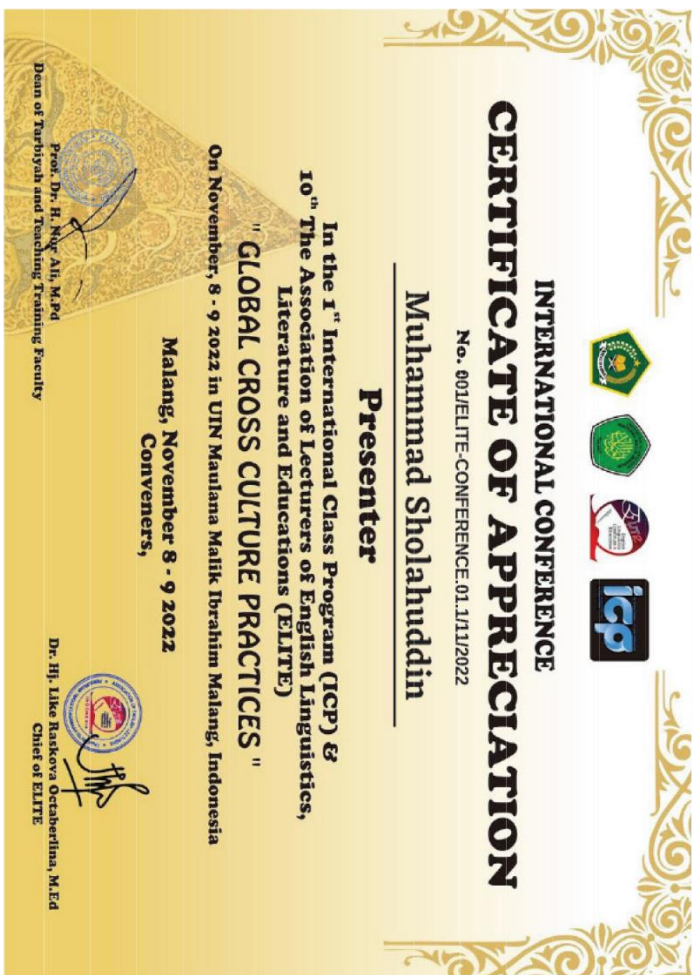 INTERNATIONAL CONFERENCE
CERTIFICATE OF APPRECIATION
No. 001/ELITE-CONFERENCE.01.1/11/2022
Muhammad Sholahuddin
Presenter
In the 1st International Class Program (ICP) &
10th The Association of Lecturers of English Linguistics,
Literature and Educations (ELITE)
" GLOBAL CROSS CULTURE PRACTICES "
On November, 8 - 9 2022 in UIN Maulana Malik Ibrahim Malang, Indonesia
Malang, November 8 - 9 2022
Conveners,
Prof. Dr. H. Nur Ali, M.Pd
Dean of Tarbiyah and Teaching Training Faculty
Dr. Hj. Like Raskova Octaberlina, M.Ed
Chief of ELITE
Elite
icp